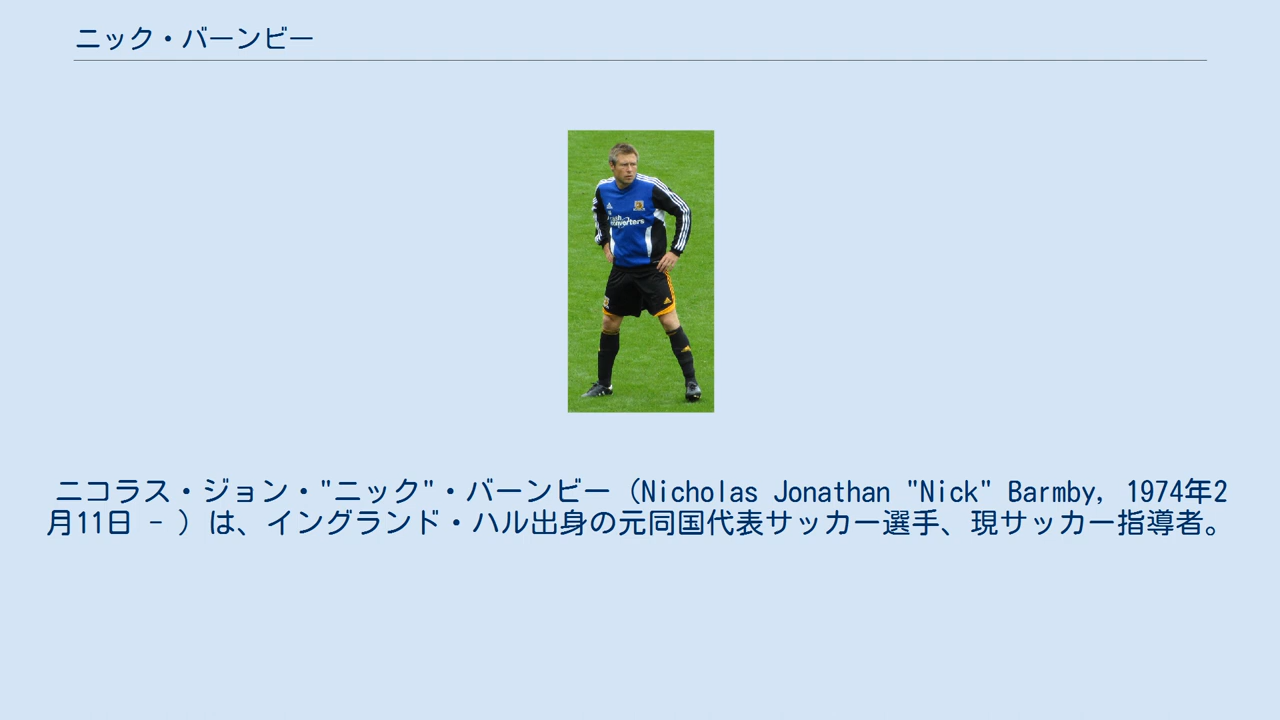 ニック・バーンビー
ニコラス・ジョン・"ニック"・バーンビー（Nicholas Jonathan "Nick" Barmby, 1974年2
月11日 - ）は、イングランド・ハル出身の元同国代表サッカー選手、現サッカー指導者。